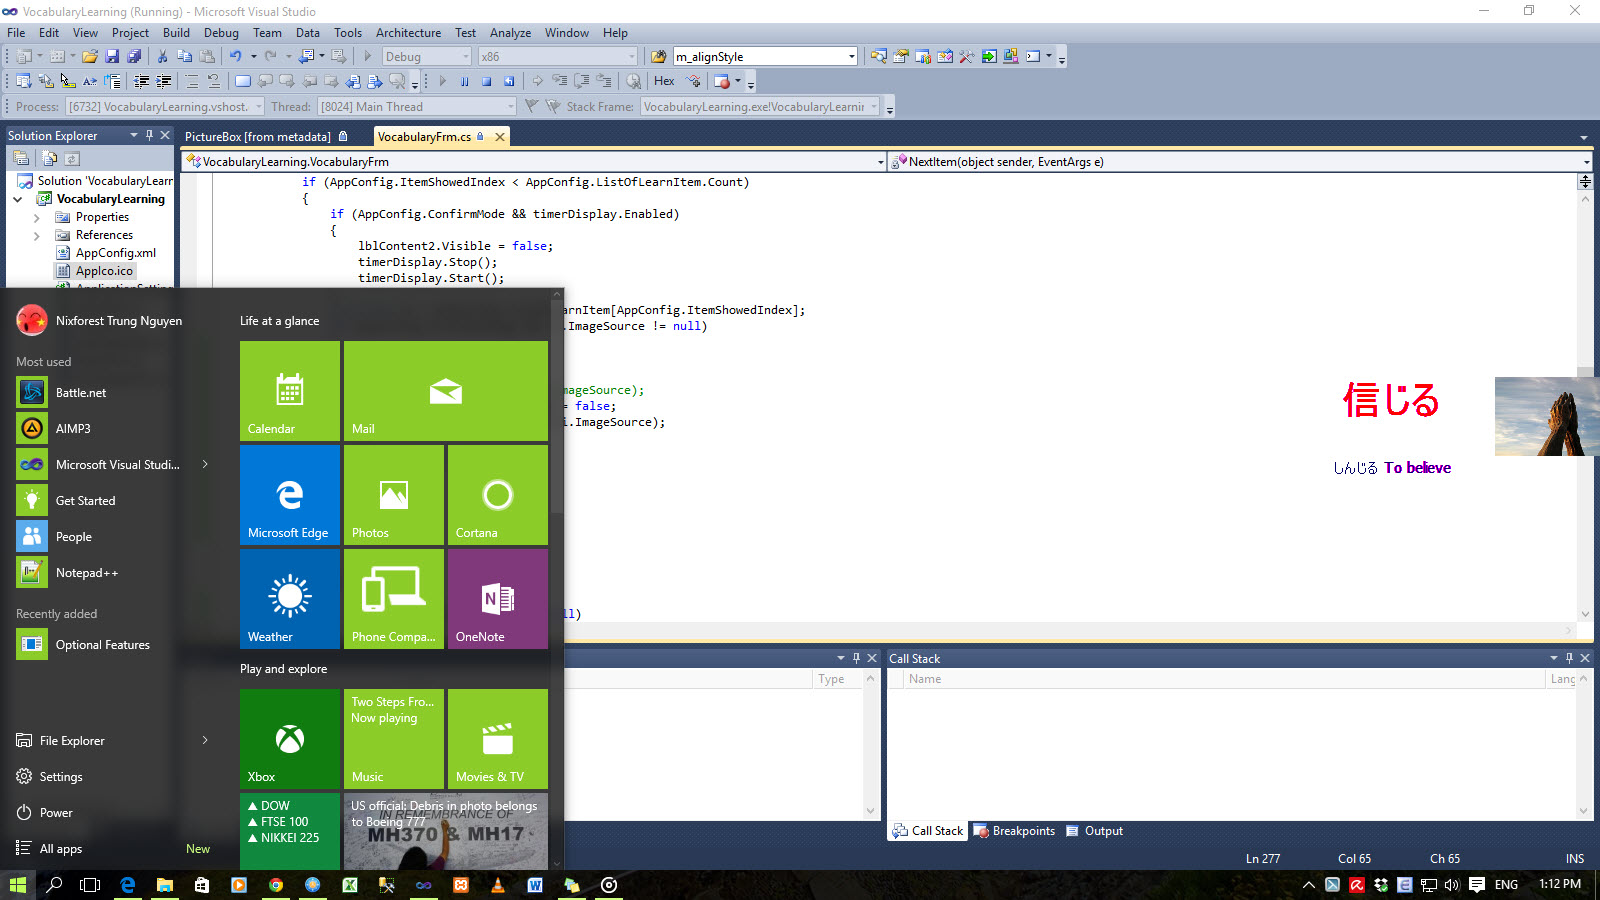 VocabularyLearning (Running) - Microsoft Visual Studio
File Edit View Project Build Debug Team Data Tools Architecture Test Analyze Window Help
Debug x86 m_alignStyle
Hex
Process: [6732] VocabularyLearning.vshost. Thread: [8024] Main Thread Stack Frame: VocabularyLearning.exe!VocabularyLearnin
Solution Explorer
PictureBox [from metadata] VocabularyFrm.cs
VocabularyLearning.VocabularyFrm NextItem(object sender, EventArgs e)
Solution 'VocabularyLearn
VocabularyLearning
Properties
References
AppConfig.xml
AppIco.ico
ApplicationSetting
if (AppConfig.ItemShowedIndex < AppConfig.ListOfLearnItem.Count)
{
if (AppConfig.ConfirmMode && timerDisplay.Enabled)
{
lblContent2.Visible = false;
timerDisplay.Stop();
timerDisplay.Start();
arnItem[AppConfig.ItemShowedIndex];
.ImageSource != null)
mageSource);
= false;
i.ImageSource);
ll)
信じる
しんじる To believe
Nixforest Trung Nguyen
Most used
Battle.net
AIMP3
Microsoft Visual Studi...
Get Started
People
Notepad++
Recently added
Optional Features
File Explorer
Settings
Power
All apps New
Life at a glance
Calendar Mail
Microsoft Edge Photos Cortana
Weather Phone Compa... OneNote
Play and explore
Xbox
Two Steps Fro...
Now playing
Music
Movies & TV
▲ DOW
▲ FTSE 100
▲ NIKKEI 225
US official: Debris in photo belongs
to Boeing 777
IN REMEMBRANCE OF
MH370 & MH17
Type
Call Stack
Name Lang
Call Stack Breakpoints Output
Ln 277 Col 65 Ch 65 INS
ENG 1:12 PM